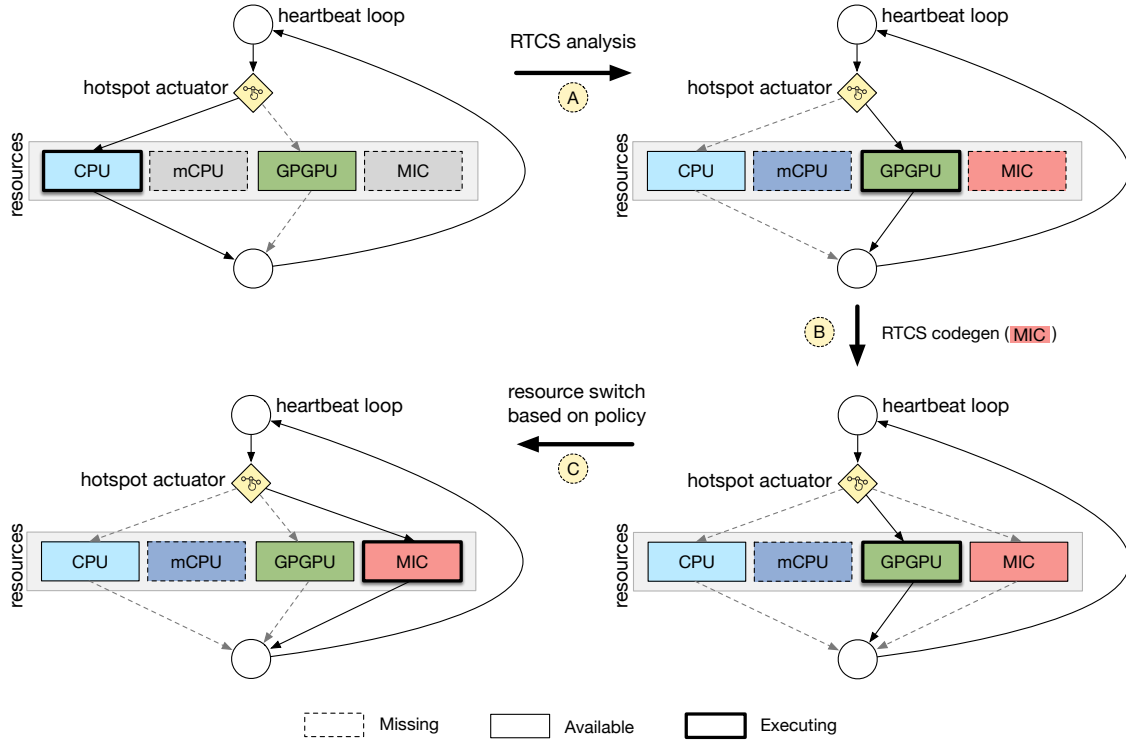 heartbeat loop
hotspot actuator
resources
CPU
mCPU
GPGPU
MIC
RTCS analysis
A
heartbeat loop
hotspot actuator
resources
CPU
mCPU
GPGPU
MIC
B
RTCS codegen (MIC)
resource switch
based on policy
C
heartbeat loop
hotspot actuator
resources
CPU
mCPU
GPGPU
MIC
heartbeat loop
hotspot actuator
resources
CPU
mCPU
GPGPU
MIC
Missing
Available
Executing